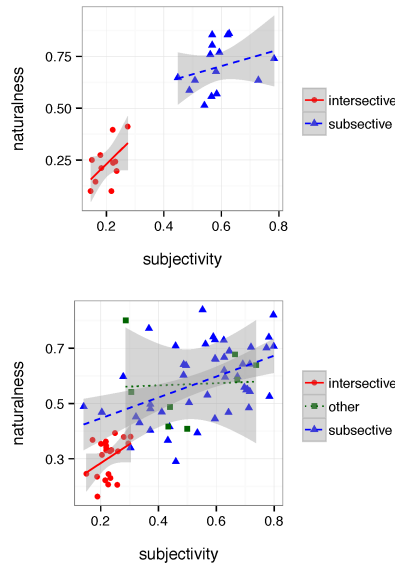 naturalness
0.75
0.50
0.25
0.2
0.4
0.6
0.8
subjectivity
intersective
subsective
naturalness
0.7
0.5
0.3
0.2
0.4
0.6
0.8
subjectivity
intersective
other
subsective